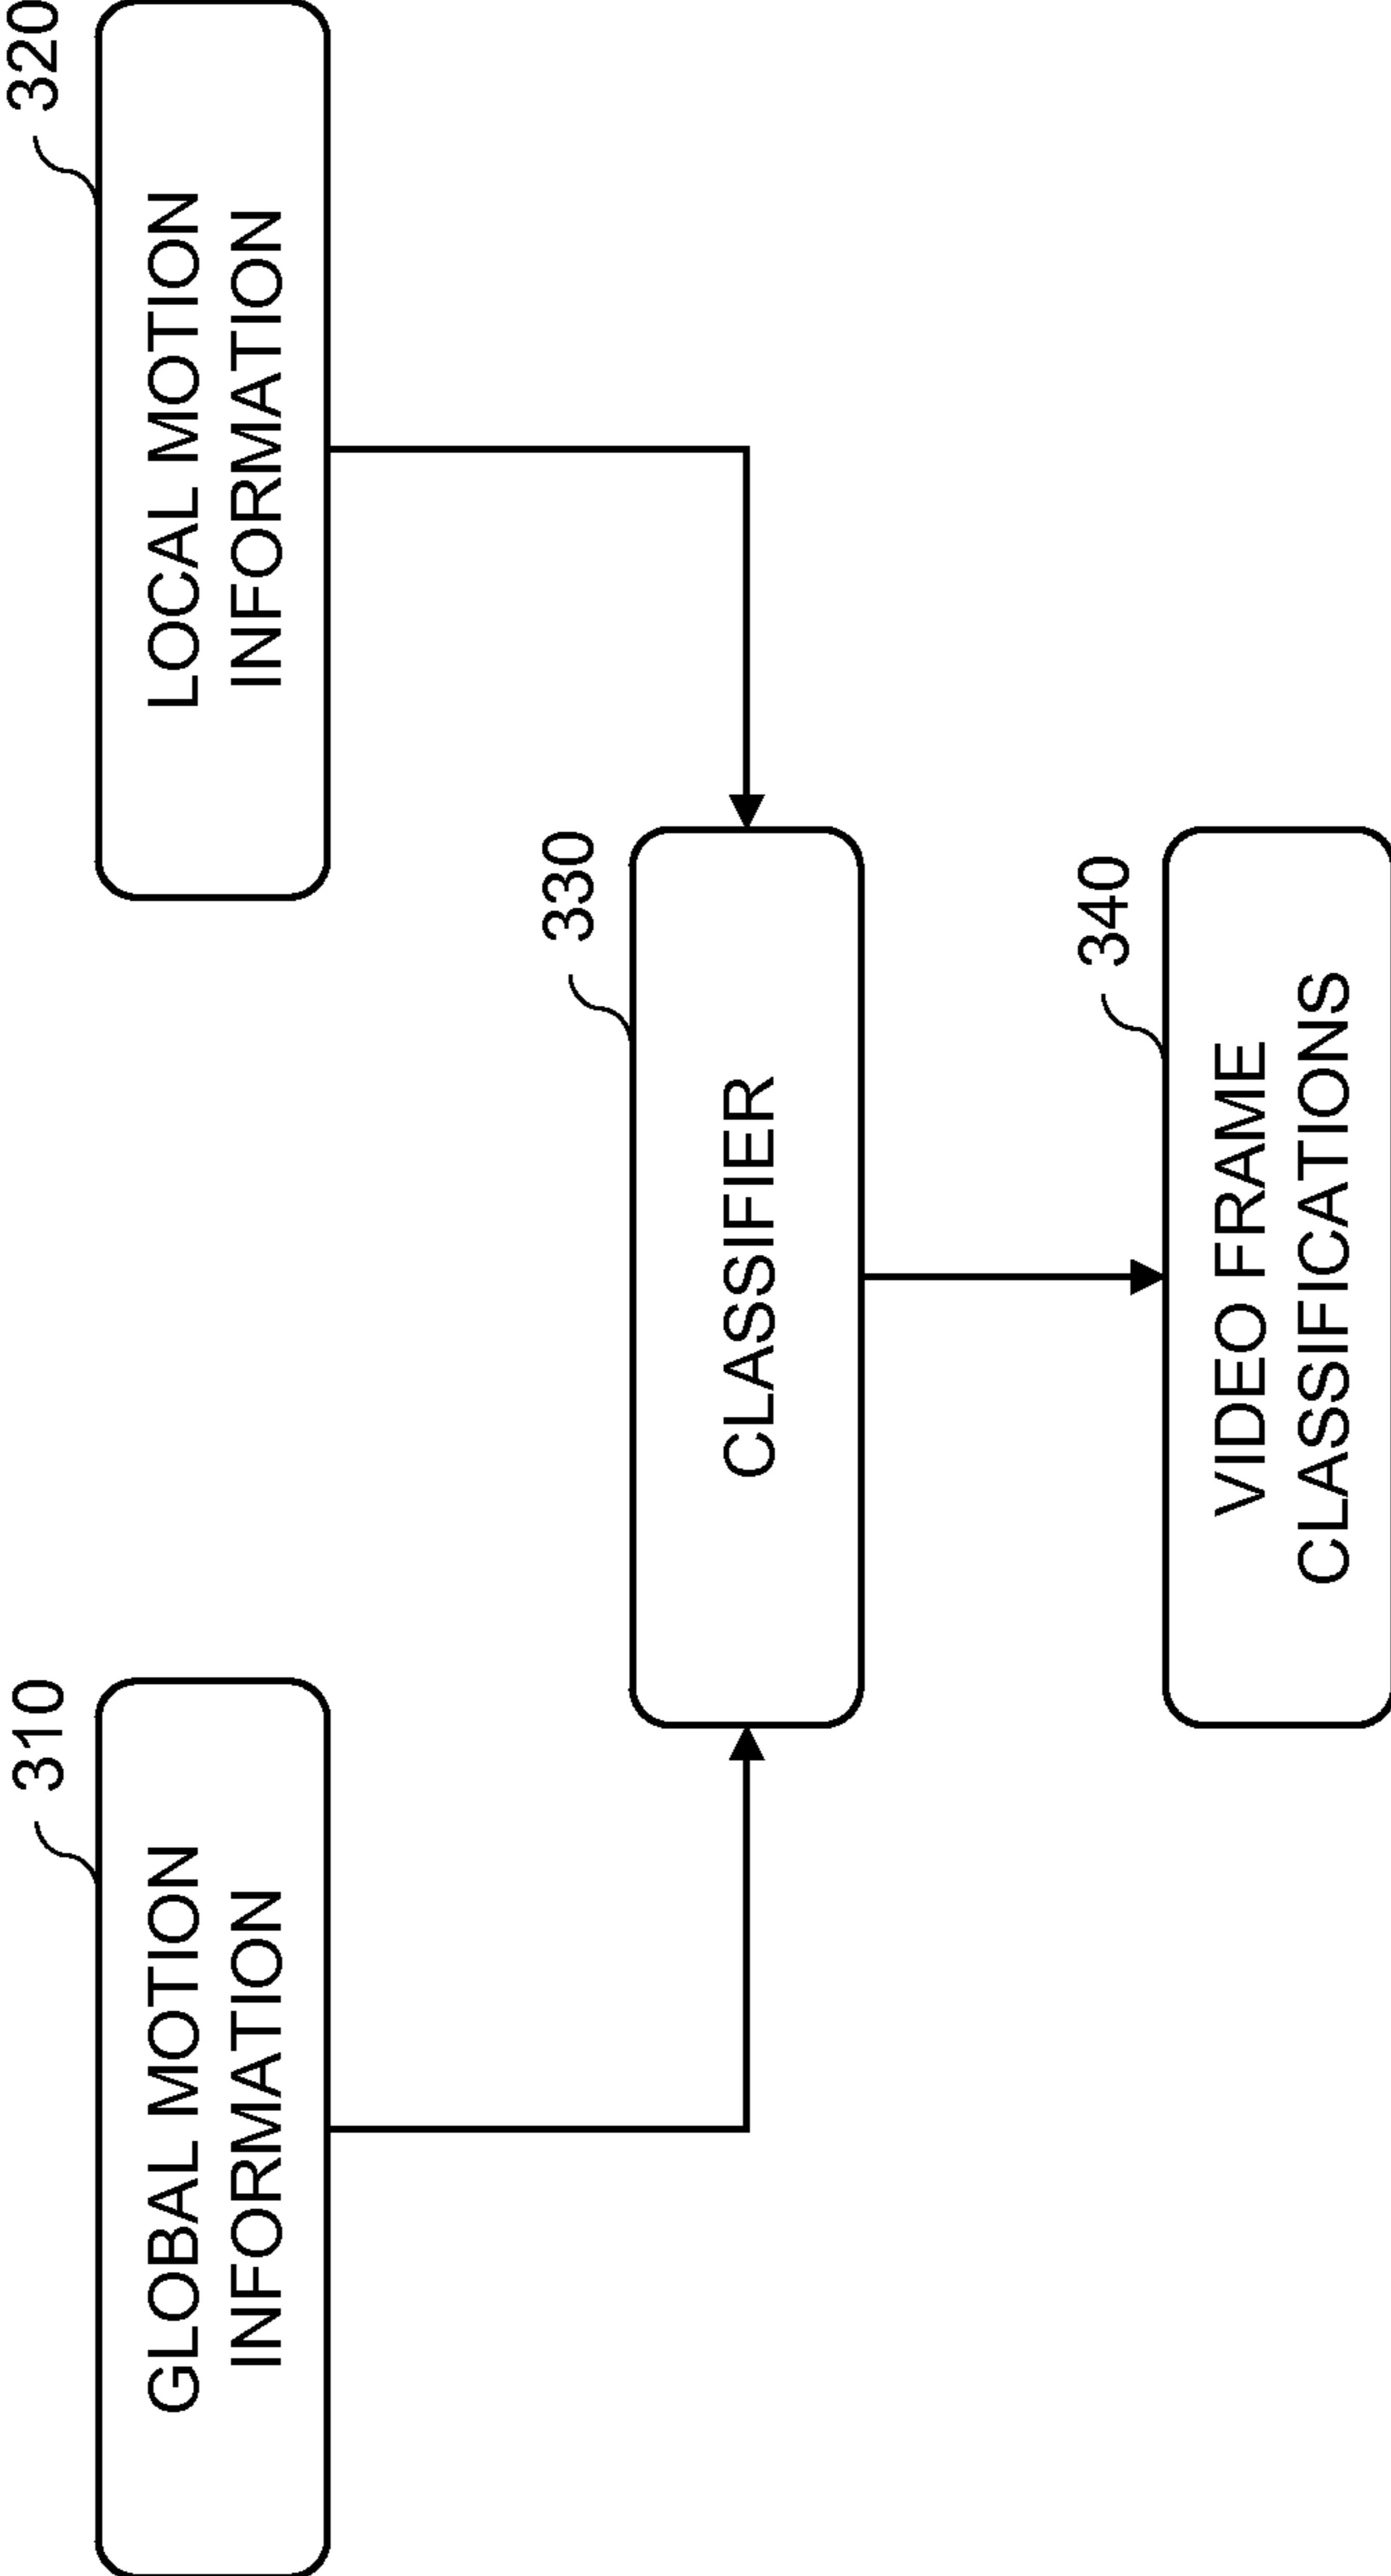 310
GLOBAL MOTION
INFORMATION
320
LOCAL MOTION
INFORMATION
330
CLASSIFIER
340
VIDEO FRAME
CLASSIFICATIONS